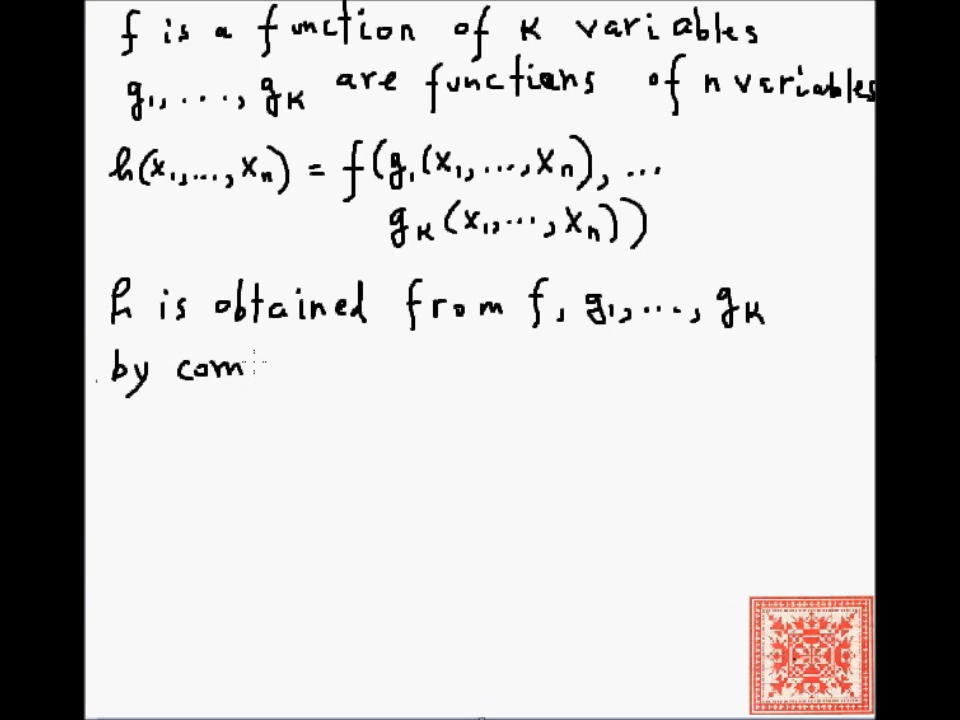 f is a function of k variables
g₁, ..., gₖ are functions of n variables
h(x₁, ..., xₙ) = f(g₁(x₁, ..., xₙ), ...
gₖ(x₁, ..., xₙ))
h is obtained from f, g₁, ..., gₖ
by com